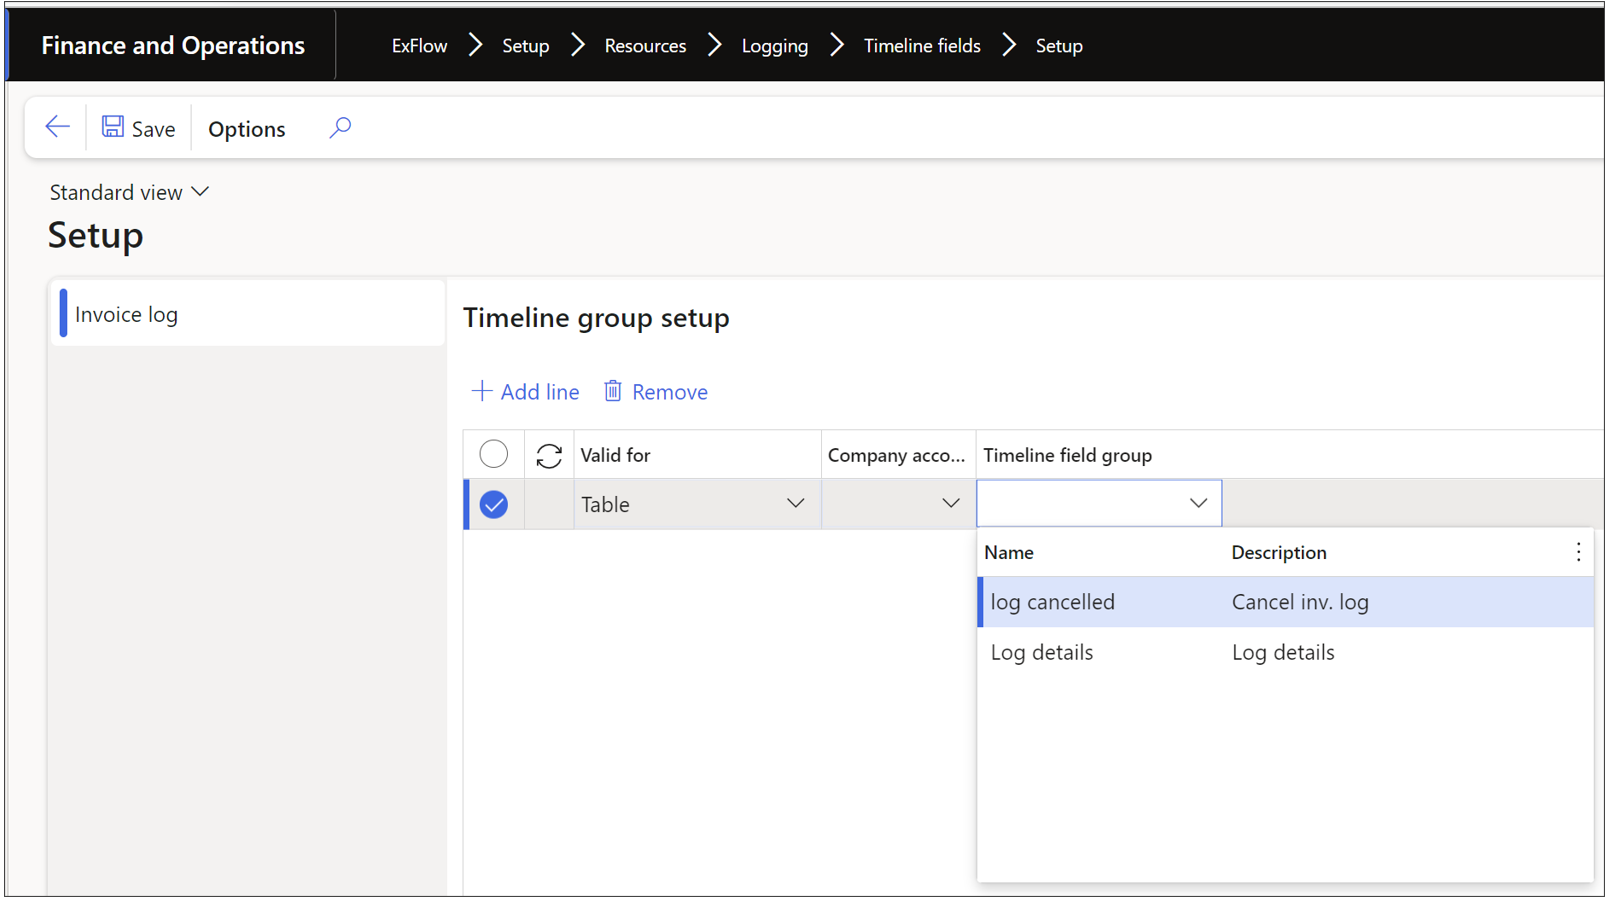 Finance and Operations
ExFlow Setup Resources Logging Timeline fields Setup
Save Options
Standard view
Setup
Invoice log
Timeline group setup
Add line Remove
Valid for Company acco... Timeline field group
Table
Name Description
log cancelled Cancel inv. log
Log details Log details